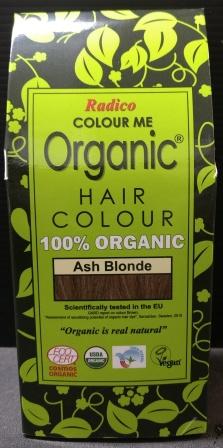 Radico
COLOUR ME
Organic®
HAIR
COLOUR
100% ORGANIC
Ash Blonde
Scientifically tested in the EU
"Organic is real natural"
ECO
CERT
COSMOS
ORGANIC
USDA
ORGANIC
Vegan